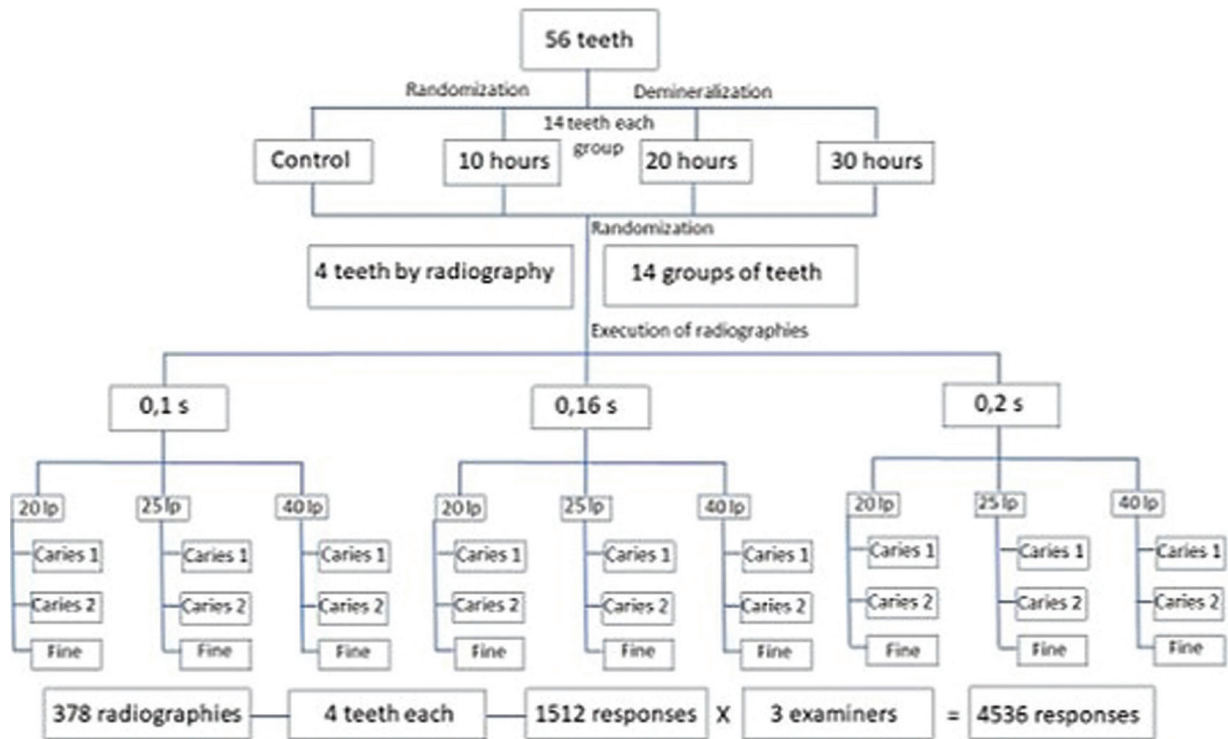 56 teeth
Randomization
Demineralization
14 teeth each
group
Control
10 hours
20 hours
30 hours
Randomization
4 teeth by radiography
14 groups of teeth
Execution of radiographies
0,1 s
0,16 s
0,2 s
20 lp
25 lp
40 lp
20 lp
25 lp
40 lp
20 lp
25 lp
40 lp
Caries 1
Caries 1
Caries 1
Caries 1
Caries 1
Caries 1
Caries 1
Caries 1
Caries 1
Caries 2
Caries 2
Caries 2
Caries 2
Caries 2
Caries 2
Caries 2
Caries 2
Caries 2
Fine
Fine
Fine
Fine
Fine
Fine
Fine
Fine
Fine
378 radiographies 4 teeth each 1512 responses X 3 examiners = 4536 responses